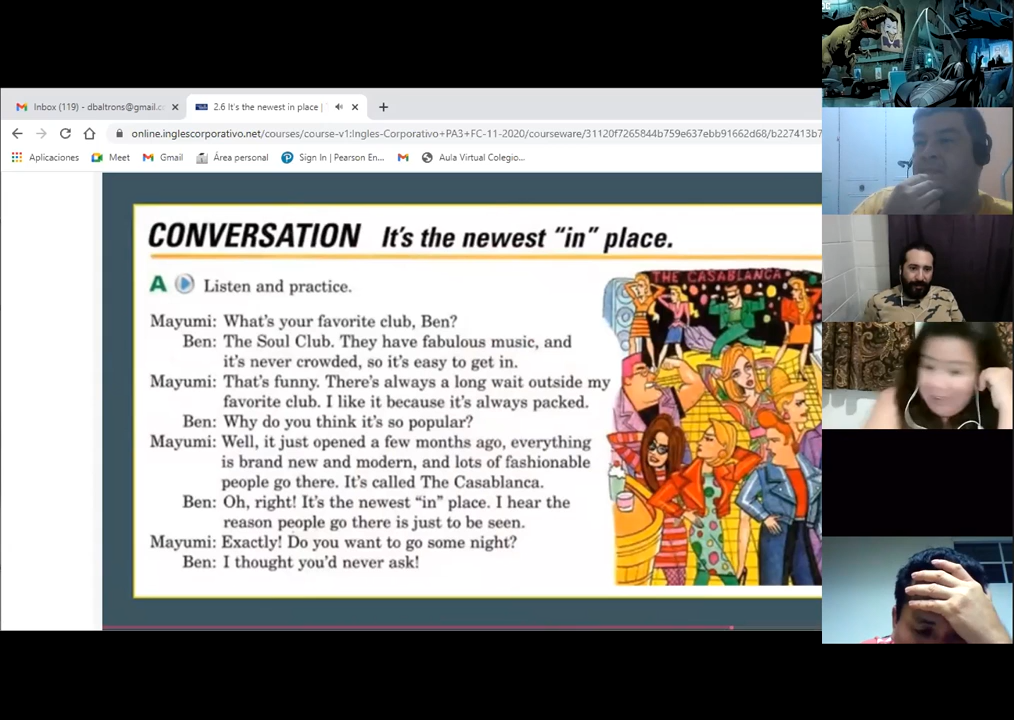 Inbox (119) - dbaltrons@gmail.c
2.6 It's the newest in place |
online.inglescorporativo.net/courses/course-v1:Ingles-Corporativo+PA3+FC-11-2020/courseware/31120f7265844b759e637ebb91662d68/b227413b7
Aplicaciones Meet Gmail Área personal Sign In | Pearson En... Aula Virtual Colegio...
CONVERSATION It's the newest “in” place.
A Listen and practice.
THE CASABLANCA
Mayumi: What's your favorite club, Ben?
Ben: The Soul Club. They have fabulous music, and
it's never crowded, so it's easy to get in.
Mayumi: That's funny. There's always a long wait outside my
favorite club. I like it because it's always packed.
Ben: Why do you think it's so popular?
Mayumi: Well, it just opened a few months ago, everything
is brand new and modern, and lots of fashionable
people go there. It's called The Casablanca.
Ben: Oh, right! It's the newest “in” place. I hear the
reason people go there is just to be seen.
Mayumi: Exactly! Do you want to go some night?
Ben: I thought you'd never ask!